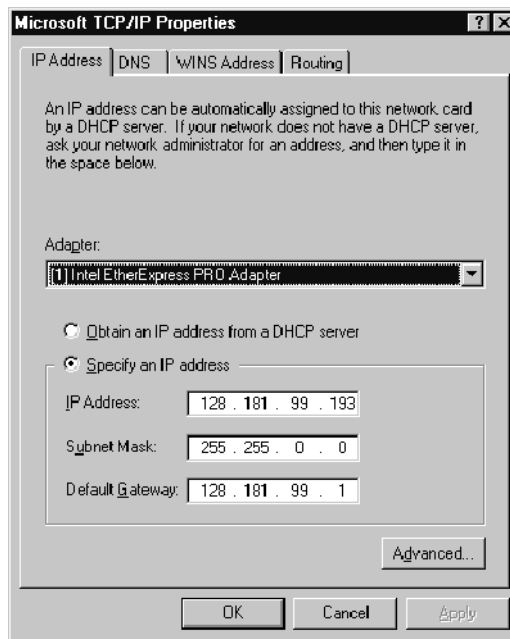 Microsoft TCP/IP Properties
IP Address DNS WINS Address Routing
An IP address can be automatically assigned to this network card
by a DHCP server. If your network does not have a DHCP server,
ask your network administrator for an address, and then type it in
the space below.
Adapter:
[1] Intel EtherExpress PRO Adapter
Obtain an IP address from a DHCP server
Specify an IP address
IP Address: 128 . 181 . 99 . 193
Subnet Mask: 255 . 255 . 0 . 0
Default Gateway: 128 . 181 . 99 . 1
Advanced...
OK Cancel Apply